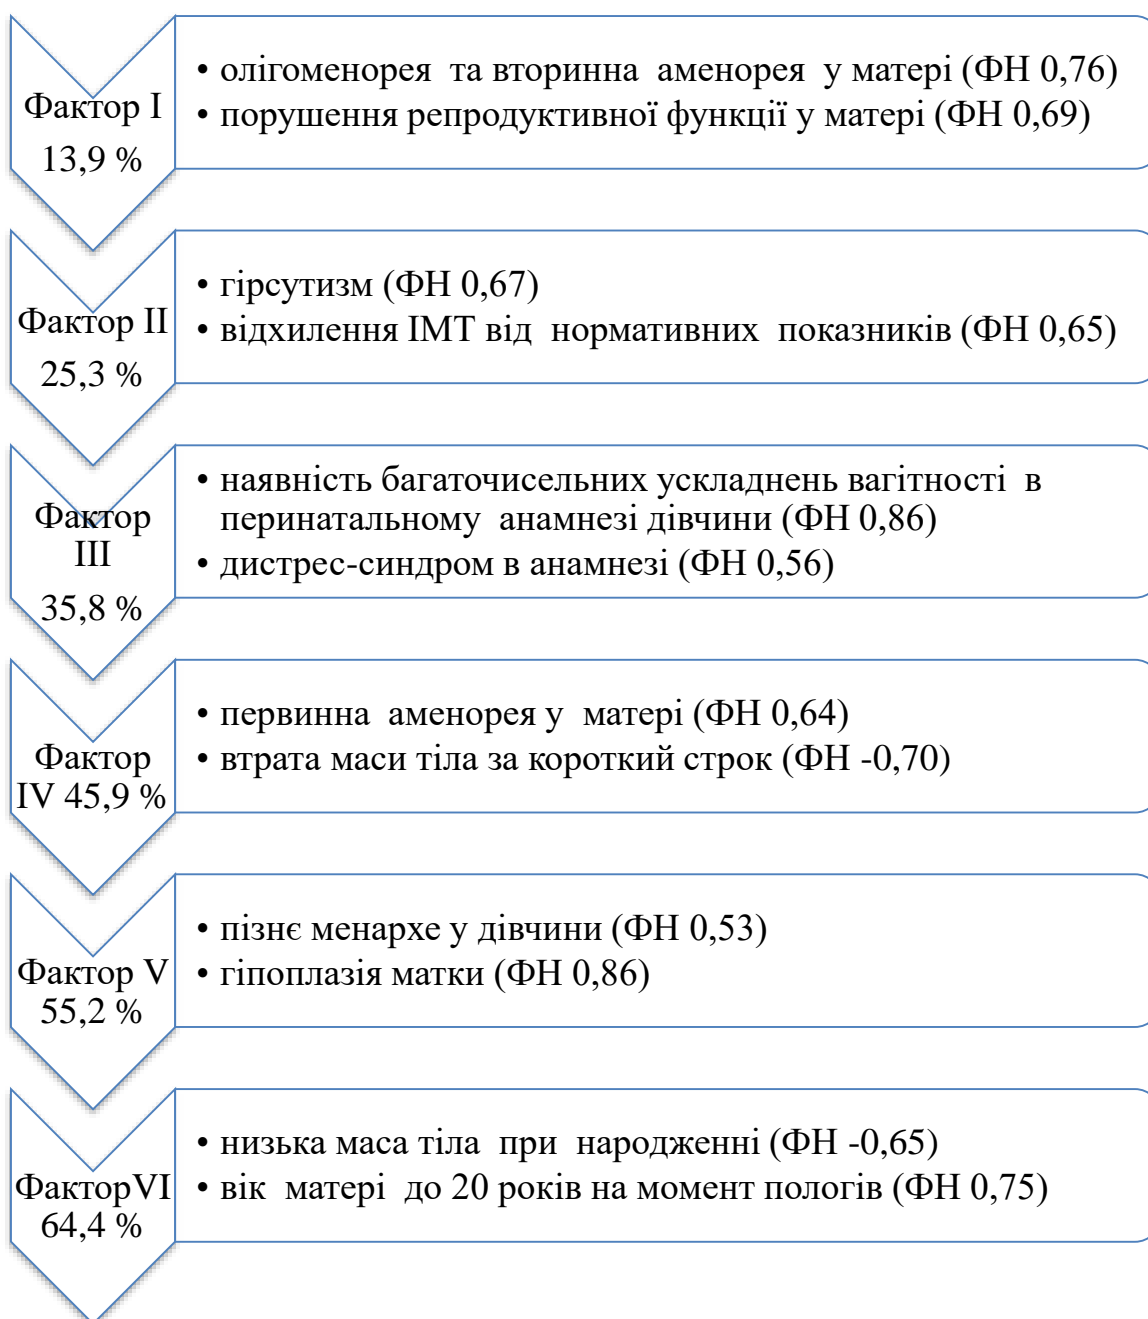 Фактор I
13,9 %
• олігоменорея та вторинна аменорея у матері (ФН 0,76)
• порушення репродуктивної функції у матері (ФН 0,69)
Фактор II
25,3 %
• гірсутизм (ФН 0,67)
• відхилення ІМТ від нормативних показників (ФН 0,65)
Фактор
III
35,8 %
• наявність багаточисельних ускладнень вагітності в
перинатальному анамнезі дівчини (ФН 0,86)
• дистрес-синдром в анамнезі (ФН 0,56)
Фактор
IV 45,9 %
• первинна аменорея у матері (ФН 0,64)
• втрата маси тіла за короткий строк (ФН -0,70)
Фактор V
55,2 %
• пізнє менархе у дівчини (ФН 0,53)
• гіпоплазія матки (ФН 0,86)
ФакторVI
64,4 %
• низька маса тіла при народженні (ФН -0,65)
• вік матері до 20 років на момент пологів (ФН 0,75)